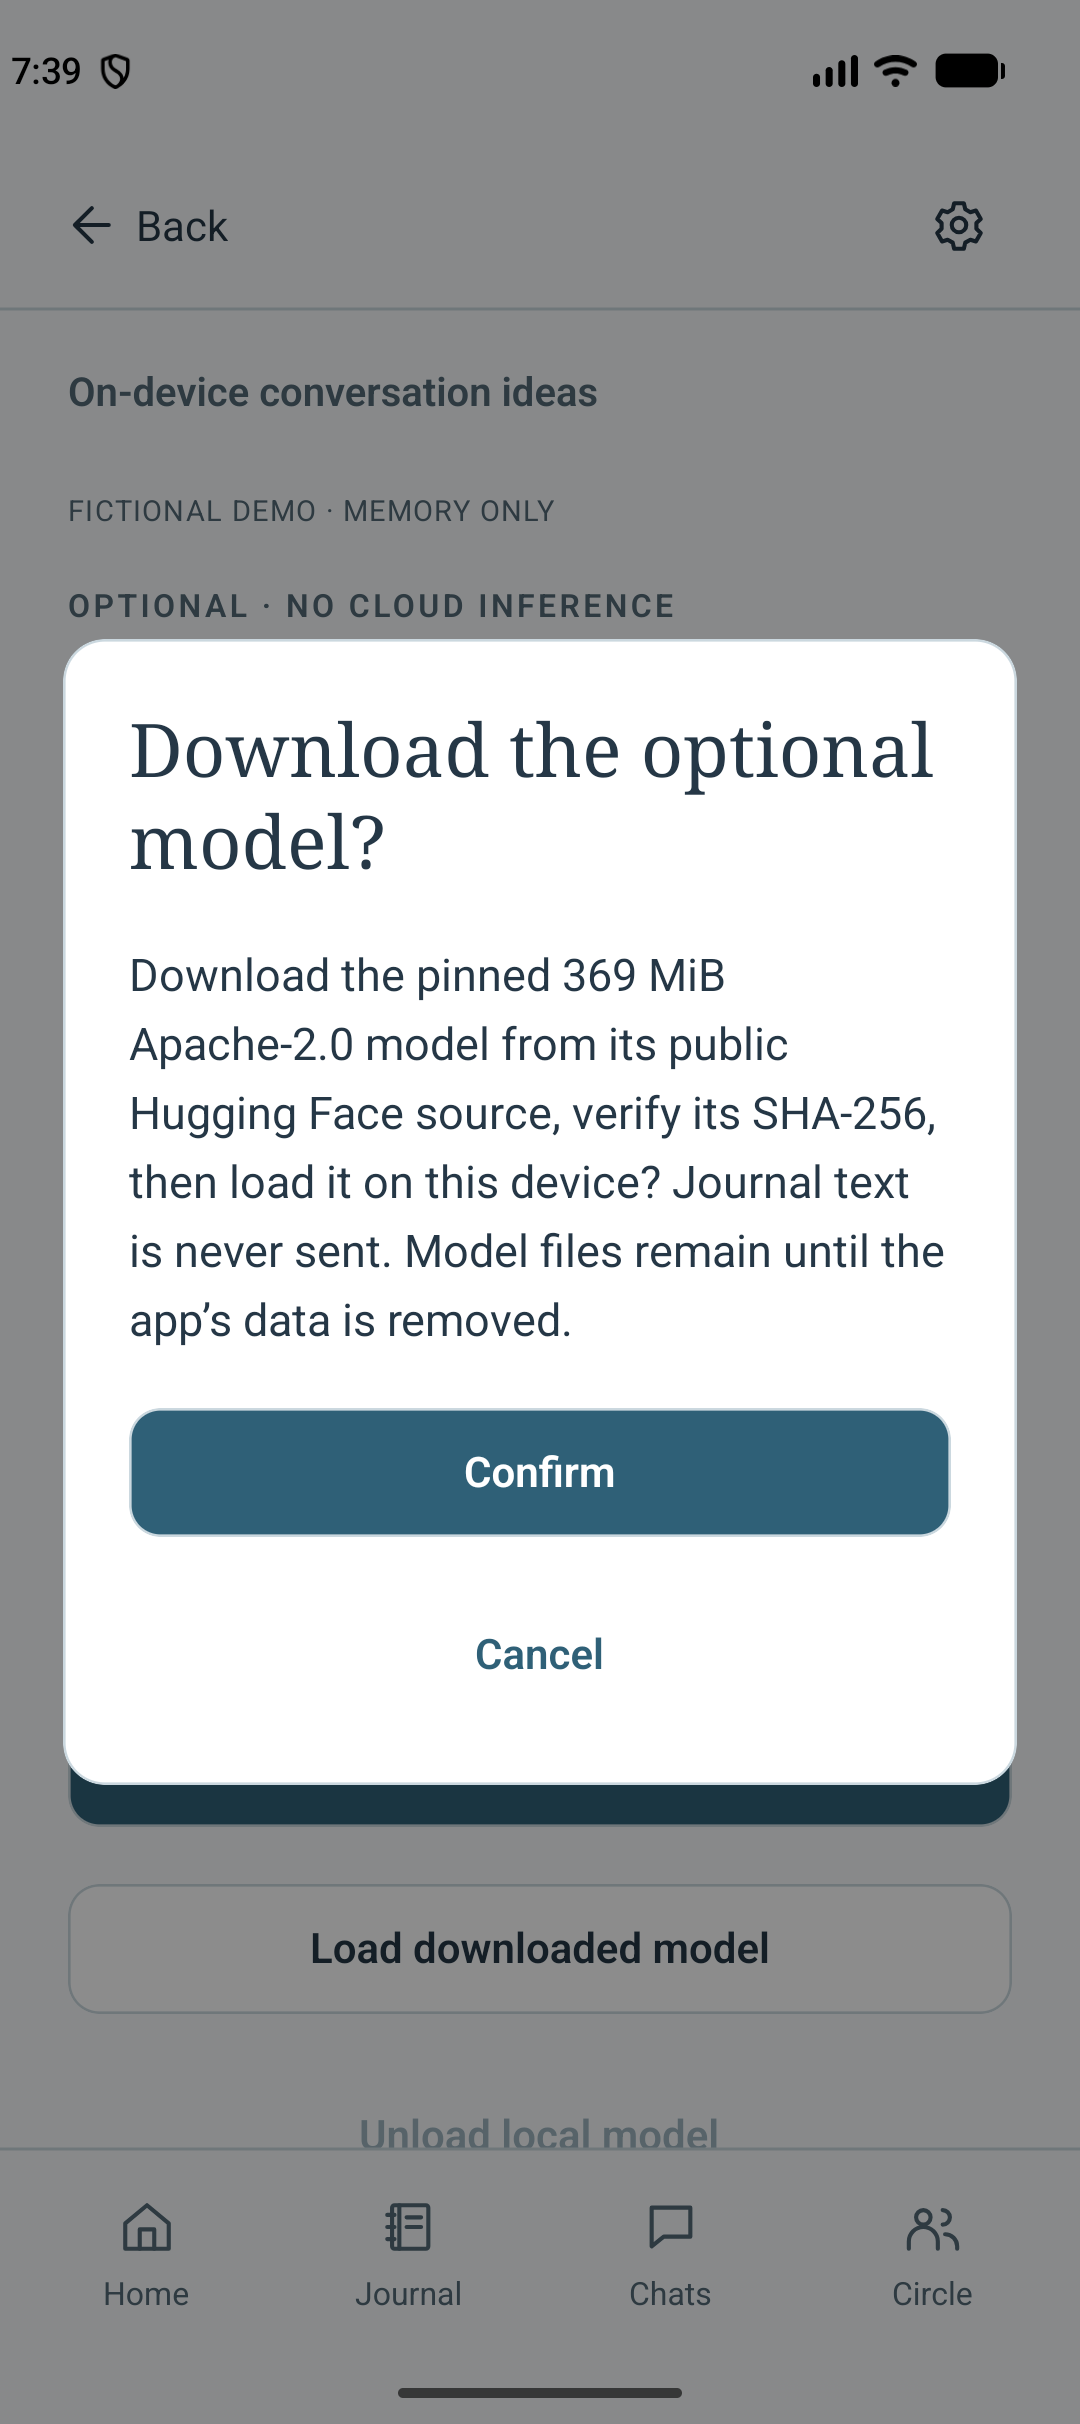 7:39
Back
On-device conversation ideas
FICTIONAL DEMO · MEMORY ONLY
OPTIONAL · NO CLOUD INFERENCE
Download the optional
model?
Download the pinned 369 MiB
Apache-2.0 model from its public
Hugging Face source, verify its SHA-256,
then load it on this device? Journal text
is never sent. Model files remain until the
app’s data is removed.
Confirm
Cancel
Load downloaded model
Unload local model
Home
Journal
Chats
Circle